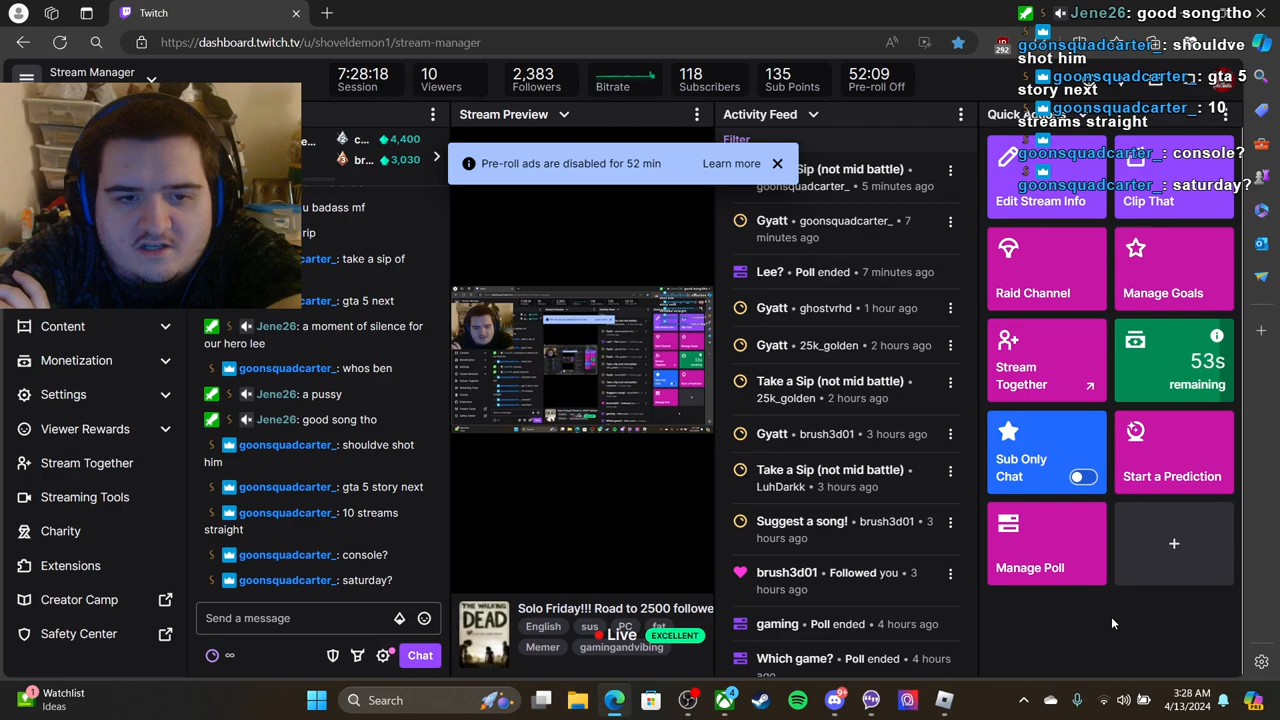 Twitch
https://dashboard.twitch.tv/u/shoveldemon1/stream-manager
292
Jene26: good song tho
goonsquadcarter_: shouldve
shot him
goonsquadcarter_: gta 5
story next
goonsquadcarter_: 10
streams straight
goonsquadcarter_: console?
goonsquadcarter_: saturday?
Stream Manager
7:28:18
Session
10
Viewers
2,383
Followers
Bitrate
118
Subscribers
135
Sub Points
52:09
Pre-roll Off
c...
4,400
br...
3,030
u badass mf
rip
: take a sip of
: gta 5 next
Jene26: a moment of silence for
our hero lee
goonsquadcarter_: was ben
Jene26: a pussy
Jene26: good song tho
goonsquadcarter_: shouldve shot
him
goonsquadcarter_: gta 5 story next
goonsquadcarter_: 10 streams
straight
goonsquadcarter_: console?
goonsquadcarter_: saturday?
Send a message
Chat
Content
Monetization
Settings
Viewer Rewards
Stream Together
Streaming Tools
Charity
Extensions
Creator Camp
Safety Center
Stream Preview
Pre-roll ads are disabled for 52 min
Learn more
THE WALKING
DEAD
Solo Friday!!! Road to 2500 followe
English
sus
PC
fat
Live
EXCELLENT
Memer
gamingandvibing
Activity Feed
Filter
Sip (not mid battle) •
goonsquadcarter_ • 5 minutes ago
Gyatt • goonsquadcarter_ • 7
minutes ago
Lee? • Poll ended • 7 minutes ago
Gyatt • 25k_golden • 2 hours ago
Take a Sip (not mid battle) •
25k_golden • 2 hours ago
Gyatt • brush3d01 • 3 hours ago
Take a Sip (not mid battle) •
LuhDarkk • 3 hours ago
Suggest a song! • brush3d01 • 3
hours ago
brush3d01 • Followed you • 3
hours ago
gaming • Poll ended • 4 hours ago
Which game? • Poll ended • 4 hours
ago
Edit Stream Info
Clip That
Raid Channel
Manage Goals
Stream
Together
53s
remaining
Sub Only
Chat
Start a Prediction
Manage Poll
1
Watchlist
Ideas
Search
4
9+
3:28 AM
4/13/2024